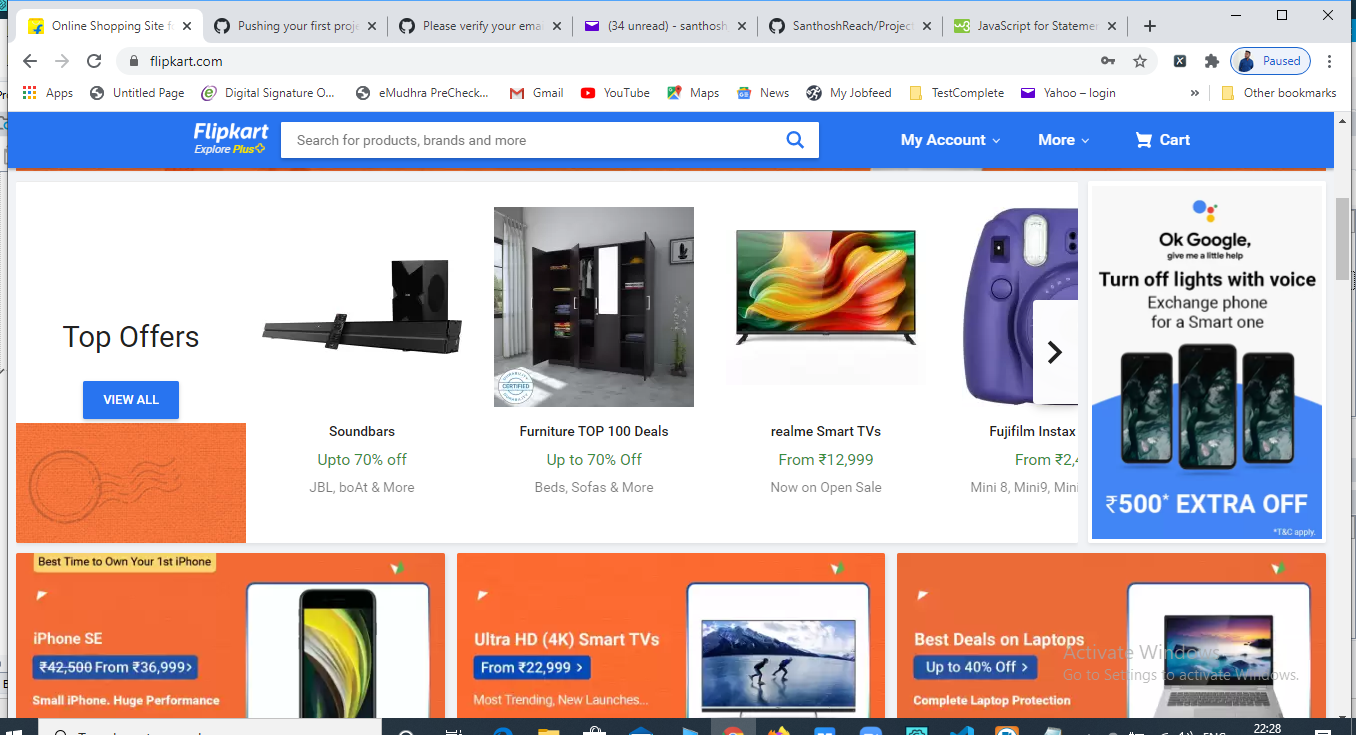 Online Shopping Site f
Pushing your first proje
Please verify your emai
(34 unread) - santhosh
SanthoshReach/Project
JavaScript for Statemen
flipkart.com
Paused
Apps
Untitled Page
Digital Signature O...
eMudhra PreCheck...
Gmail
YouTube
Maps
News
My Jobfeed
TestComplete
Yahoo – login
»
Other bookmarks
Flipkart
Explore Plus
Search for products, brands and more
My Account
More
Cart
Top Offers
VIEW ALL
CERTIFIED
Soundbars
Upto 70% off
JBL, boAt & More
Furniture TOP 100 Deals
Up to 70% Off
Beds, Sofas & More
realme Smart TVs
From ₹12,999
Now on Open Sale
Fujifilm Instax
From ₹2,4
Mini 8, Mini9, Mini
Ok Google,
give me a little help
Turn off lights with voice
Exchange phone
for a Smart one
₹500* EXTRA OFF
*T&C apply.
Best Time to Own Your 1st iPhone
iPhone SE
₹42,500 From ₹36,999>
Small iPhone. Huge Performance
Ultra HD (4K) Smart TVs
From ₹22,999 >
Most Trending, New Launches...
Best Deals on Laptops
Up to 40% Off >
Complete Laptop Protection
Activate Windows
Go to Settings to activate Windows.
22:28